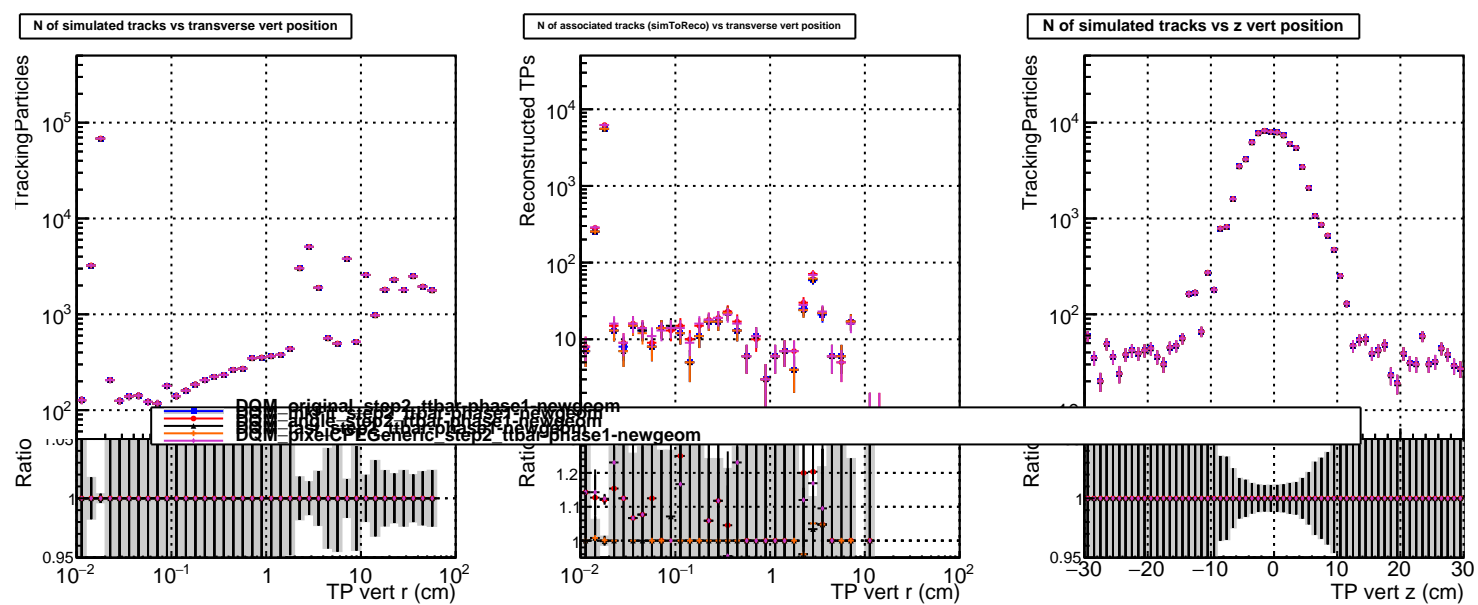 N of simulated tracks vs transverse vert position
N of associated tracks (simToReco) vs transverse vert position
N of simulated tracks vs z vert position
TrackingParticles
10^5
10^4
10^3
10^2
Ratio
1
0.95
10^−2 10^−1 1 10 10^2
TP vert r (cm)
Reconstructed TPs
10^4
10^3
10^2
10
Ratio
1.2
1.1
1
10^−2 10^−1 1 10 10^2
TP vert r (cm)
TrackingParticles
10^4
10^3
10^2
Ratio
1
0.95
−30 −20 −10 0 10 20 30
TP vert z (cm)
DQM_original_step2_ttbar-phase1-newgeom
DQM_pixelCPEGeneric_step2_ttbar-phase1-newgeom